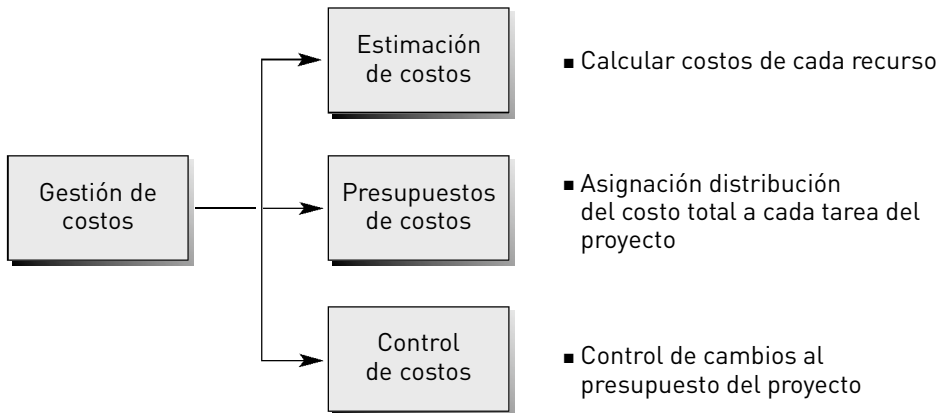 Estimación
de costos
■ Calcular costos de cada recurso
Gestión de
costos
Presupuestos
de costos
■ Asignación distribución
del costo total a cada tarea del
proyecto
Control
de costos
■ Control de cambios al
presupuesto del proyecto